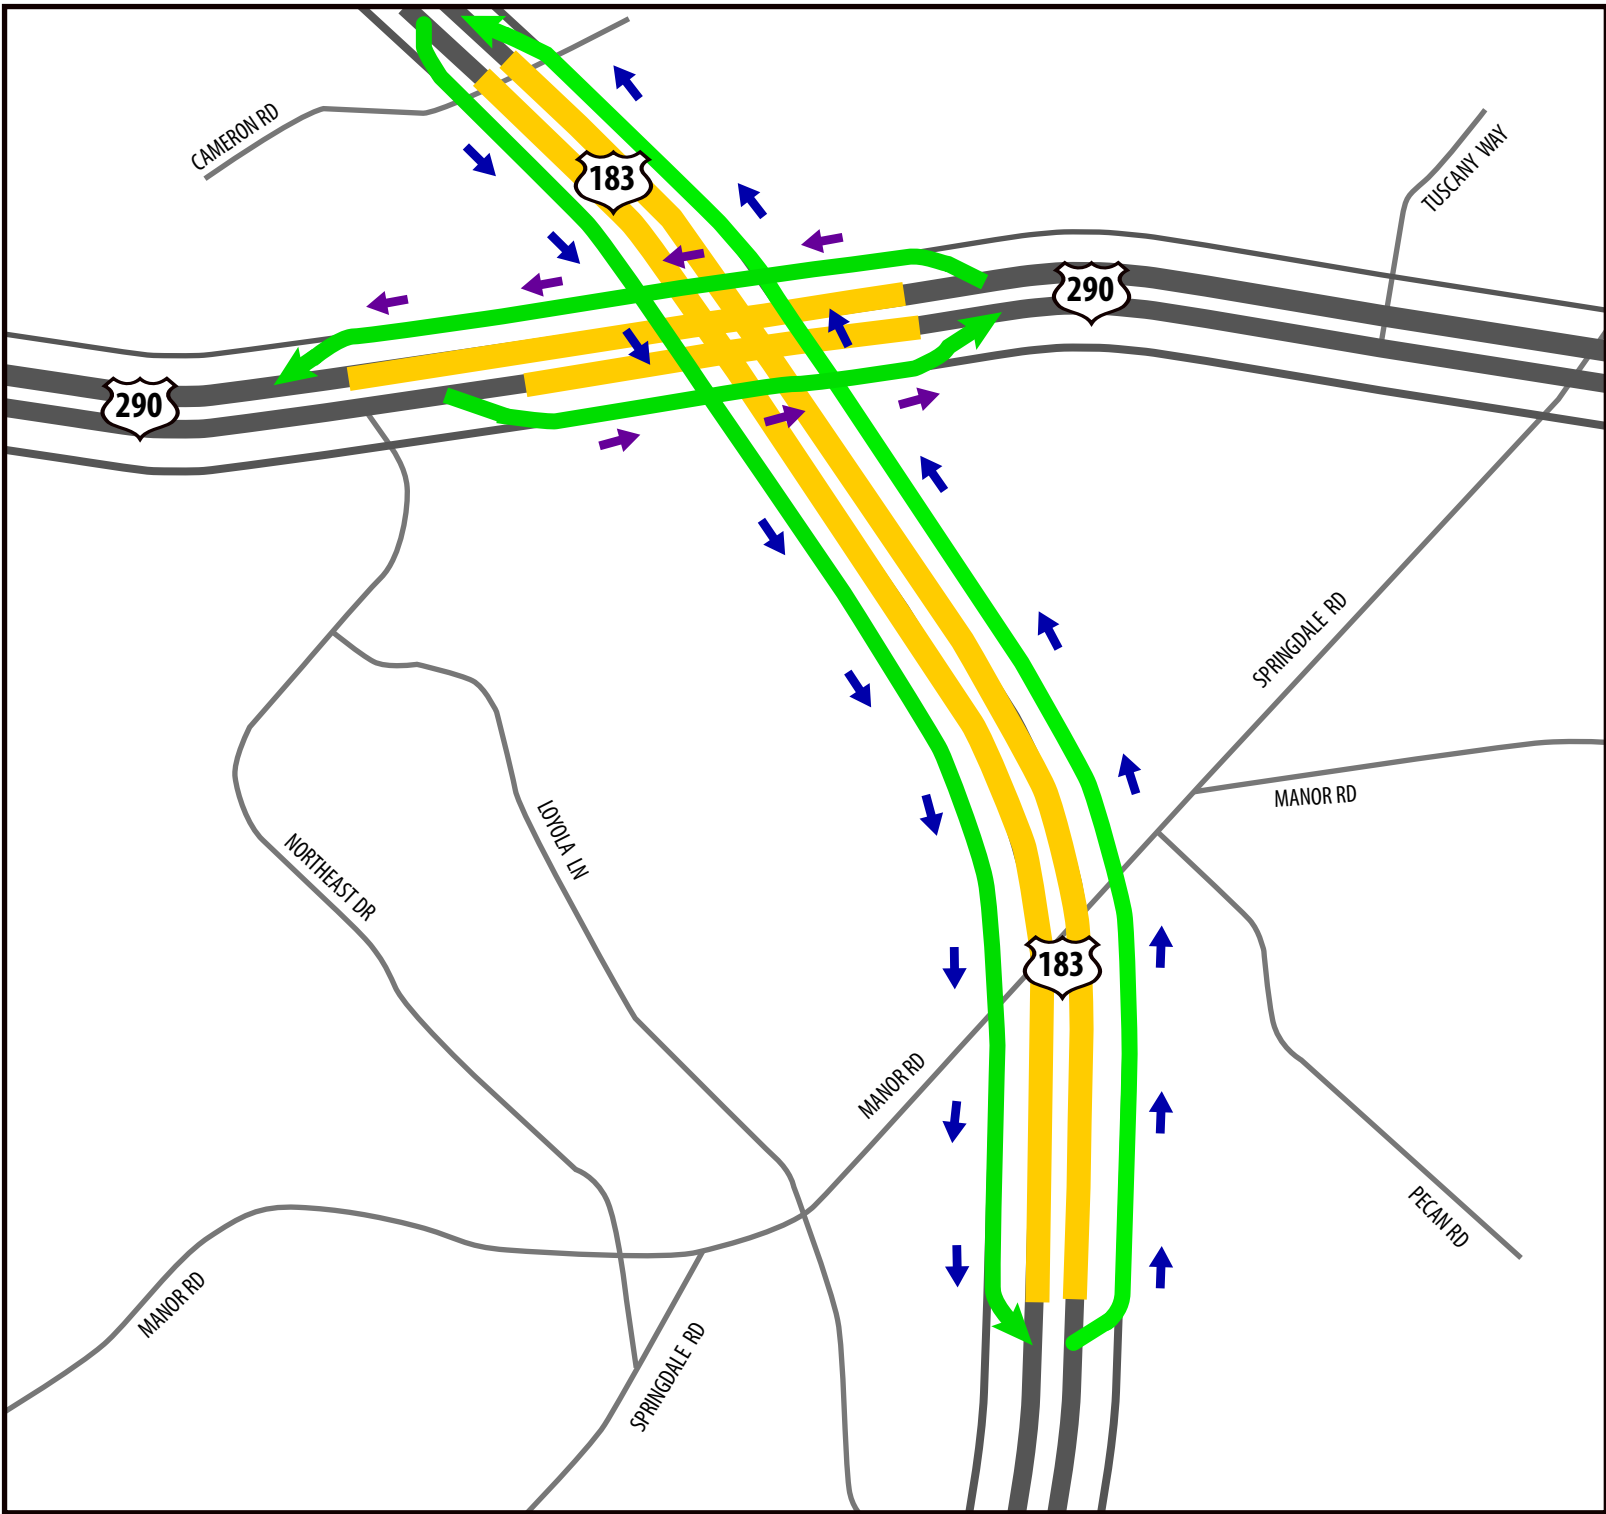 CAMERON RD
TUSCANY WAY
183
290
290
SPRINGDALE RD
MANOR RD
LOYOLA LN
NORTHEAST DR
183
MANOR RD
PECAN RD
MANOR RD
SPRINGDALE RD